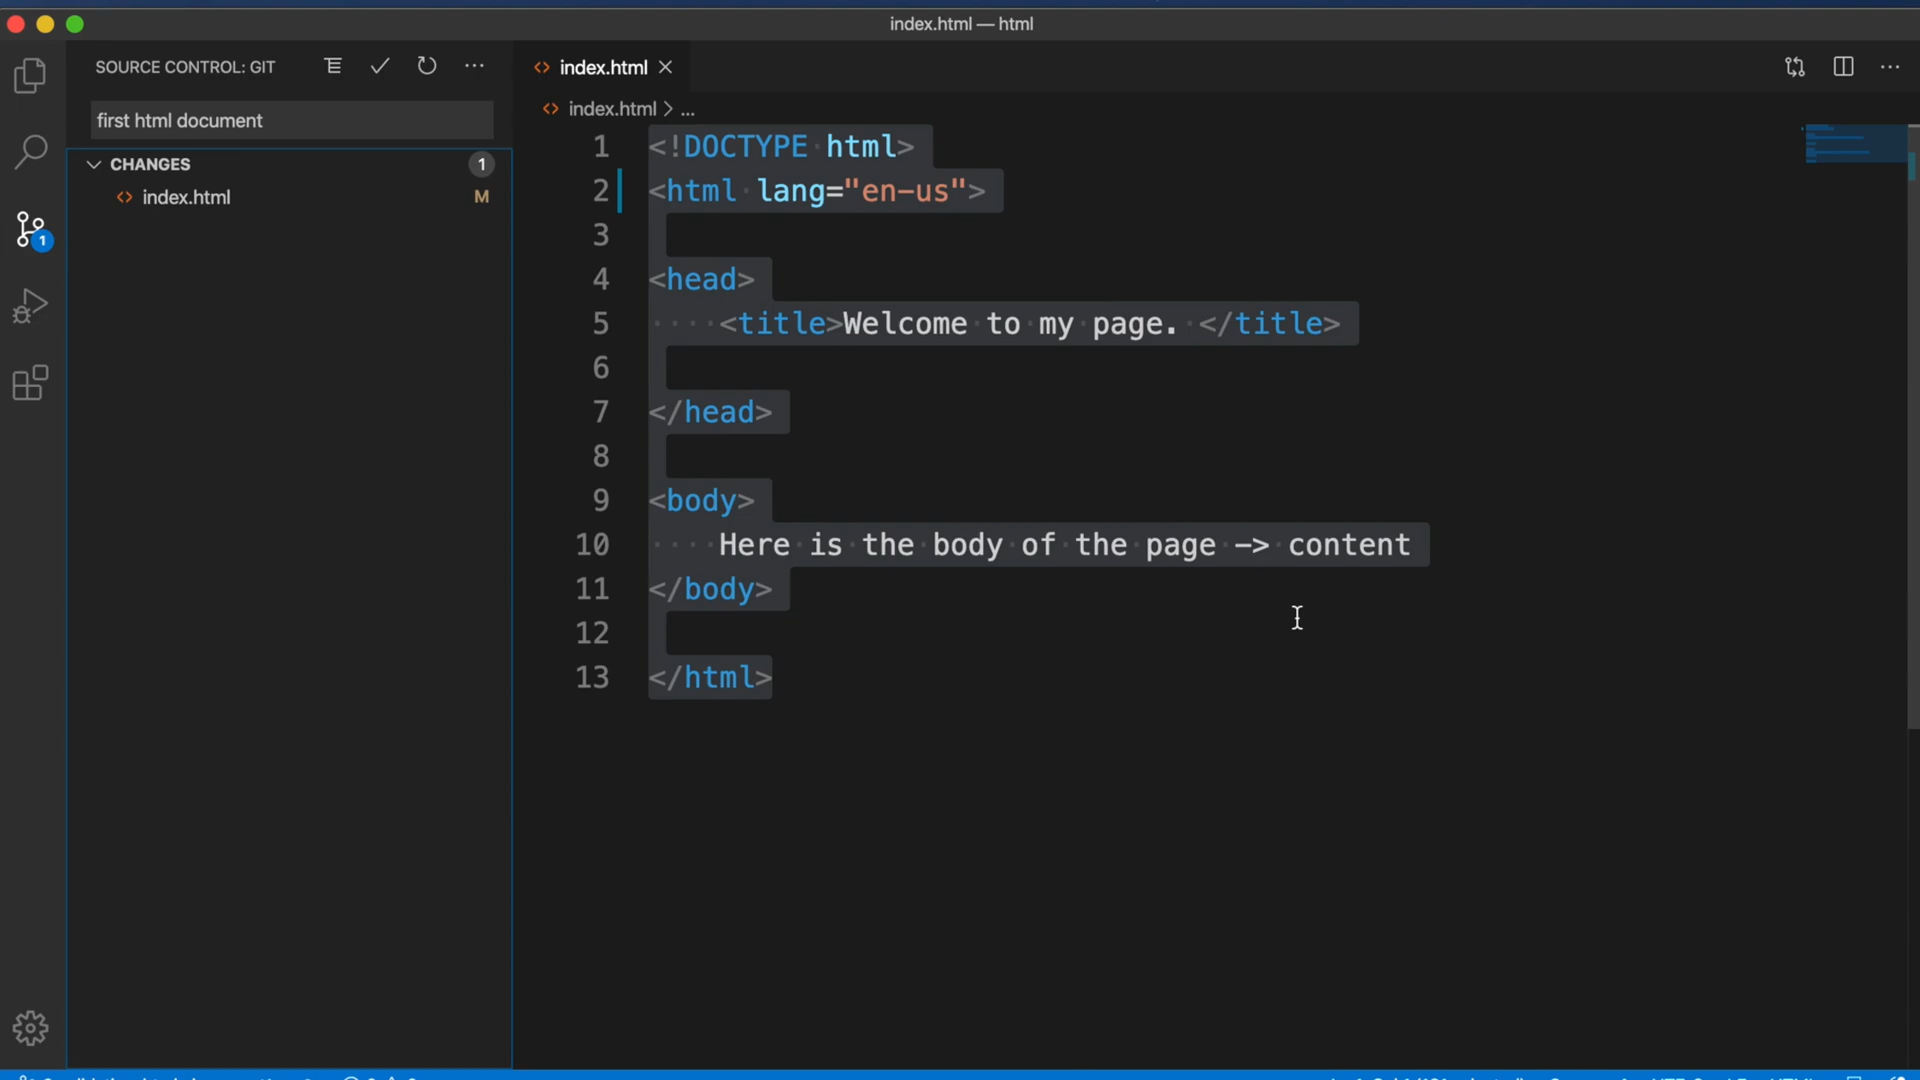 index.html — html
SOURCE CONTROL: GIT
index.html
first html document
index.html > ...
CHANGES 1
index.html M
1
1 <!DOCTYPE html>
2 <html lang="en-us">
3
4 <head>
5 <title>Welcome to my page. </title>
6
7 </head>
8
9 <body>
10 Here is the body of the page -> content
11 </body>
12
13 </html>